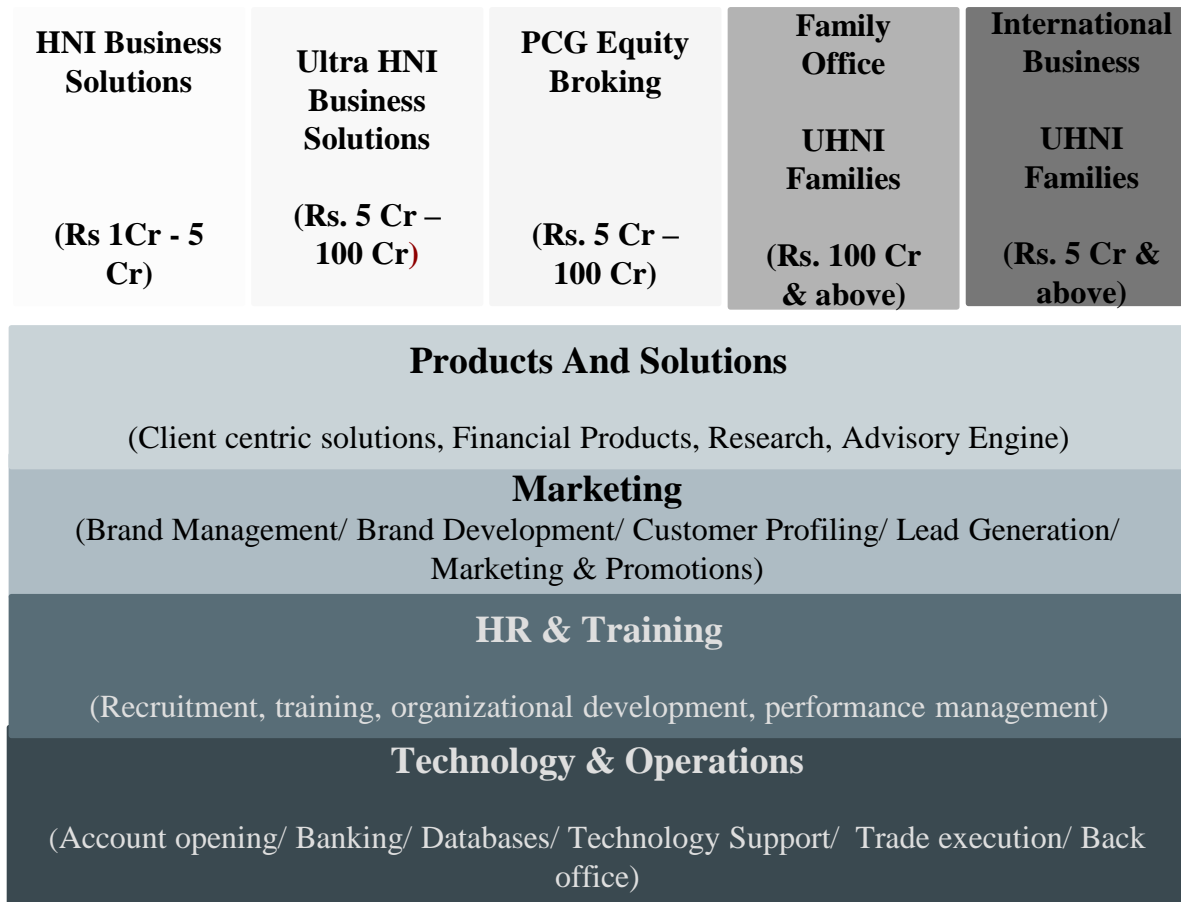 HNI Business
Solutions
(Rs 1Cr - 5
Cr)
Ultra HNI
Business
Solutions
(Rs. 5 Cr –
100 Cr)
PCG Equity
Broking
(Rs. 5 Cr –
100 Cr)
Family
Office
UHNI
Families
(Rs. 100 Cr
& above)
International
Business
UHNI
Families
(Rs. 5 Cr &
above)
Products And Solutions
(Client centric solutions, Financial Products, Research, Advisory Engine)
Marketing
(Brand Management/ Brand Development/ Customer Profiling/ Lead Generation/
Marketing & Promotions)
HR & Training
(Recruitment, training, organizational development, performance management)
Technology & Operations
(Account opening/ Banking/ Databases/ Technology Support/ Trade execution/ Back
office)